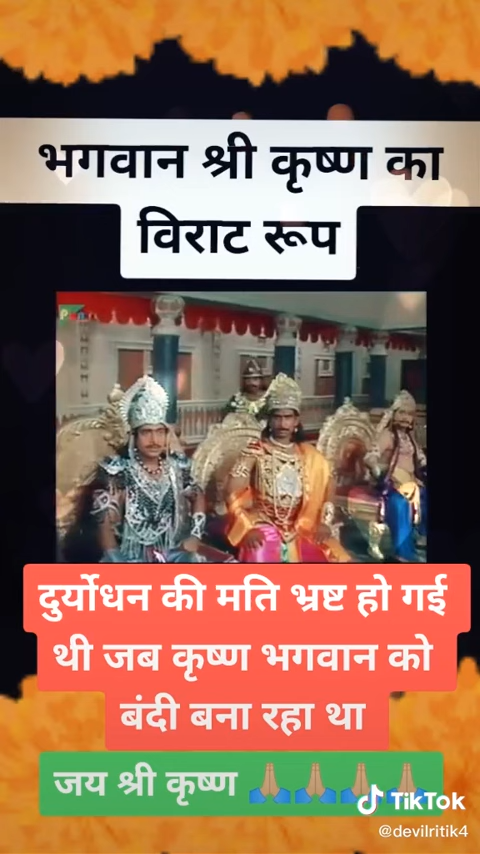 भगवान श्री कृष्ण का
विराट रूप
दुर्योधन की मति भ्रष्ट हो गई
थी जब कृष्ण भगवान को
बंदी बना रहा था
जय श्री कृष्ण 🙏🏽🙏🏽🙏🏽🙏🏽
TikTok
@devilritik4